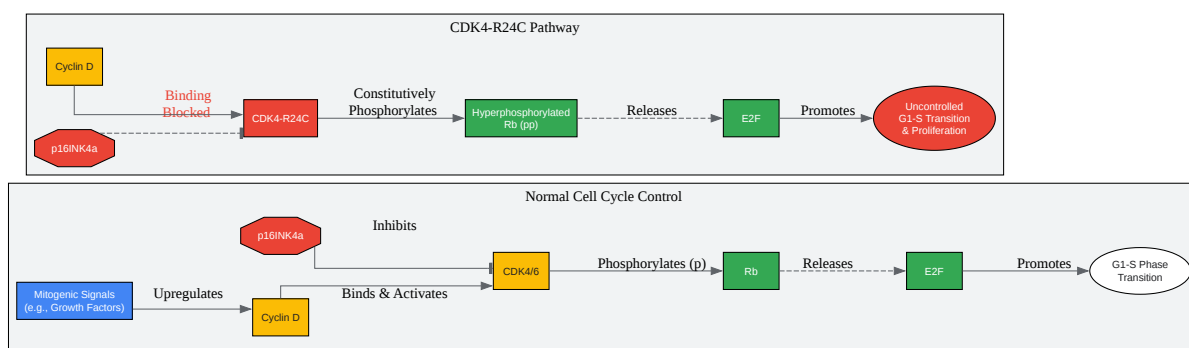 CDK4-R24C Pathway
Cyclin D
Binding
Blocked
p16INK4a
CDK4-R24C
Constitutively
Phosphorylates
Hyperphosphorylated
Rb (pp)
Releases
E2F
Promotes
Uncontrolled
G1-S Transition
& Proliferation
Normal Cell Cycle Control
Mitogenic Signals
(e.g., Growth Factors)
Upregulates
Cyclin D
p16INK4a
Inhibits
Binds & Activates
CDK4/6
Phosphorylates (p)
Rb
Releases
E2F
Promotes
G1-S Phase
Transition